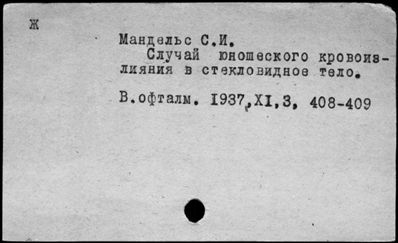 Ж
Мандельс С.И.
Случай юношеского кровоиз-
лияния в стекловидное тело.
В.офталм. 1937,XI,3, 408-409